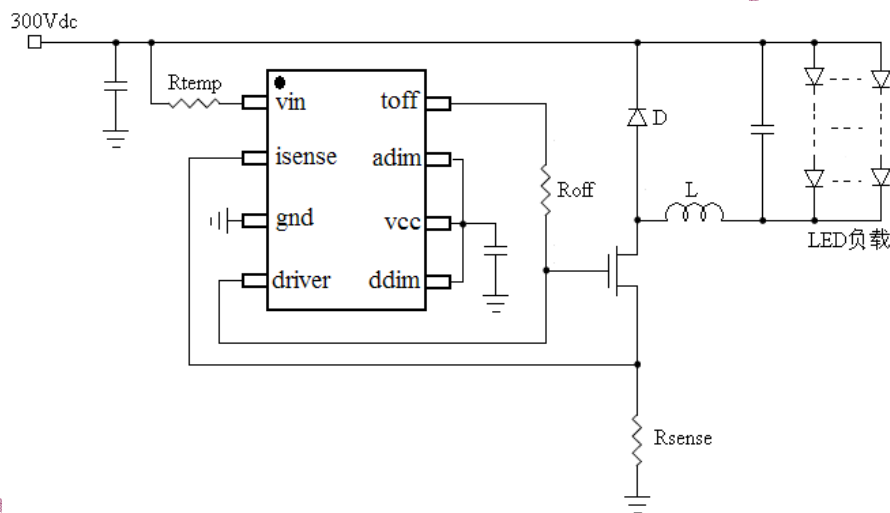 300Vdc
Rtemp
vin
toff
isense
adim
gnd
vcc
driver
ddim
Roff
D
L
LED负载
Rsense